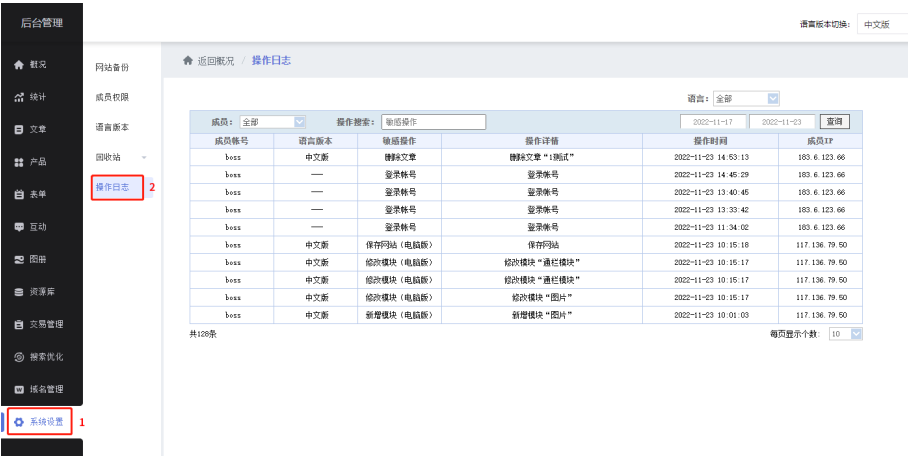 后台管理
语言版本切换： 中文版
概况
统计
文章
产品
表单
互动
图册
资源库
交易管理
搜索优化
域名管理
系统设置 1
网站备份
成员权限
语言版本
回收站
操作日志 2
返回概况 / 操作日志
语言： 全部
成员： 全部 操作搜索： 敏感操作 2022-11-17 2022-11-23 查询
成员帐号 语言版本 敏感操作 操作详情 操作时间 成员IP
boss 中文版 删除文章 删除文章“1测试” 2022-11-23 14:53:13 183.6.123.66
boss — 登录帐号 登录帐号 2022-11-23 14:45:29 183.6.123.66
boss — 登录帐号 登录帐号 2022-11-23 13:40:45 183.6.123.66
boss — 登录帐号 登录帐号 2022-11-23 13:33:42 183.6.123.66
boss — 登录帐号 登录帐号 2022-11-23 11:34:02 183.6.123.66
boss 中文版 保存网站（电脑版） 保存网站 2022-11-23 10:15:18 117.136.79.50
boss 中文版 修改模块（电脑版） 修改模块“通栏模块” 2022-11-23 10:15:17 117.136.79.50
boss 中文版 修改模块（电脑版） 修改模块“通栏模块” 2022-11-23 10:15:17 117.136.79.50
boss 中文版 修改模块（电脑版） 修改模块“图片” 2022-11-23 10:15:17 117.136.79.50
boss 中文版 新增模块（电脑版） 新增模块“图片” 2022-11-23 10:01:03 117.136.79.50
共128条 每页显示个数： 10